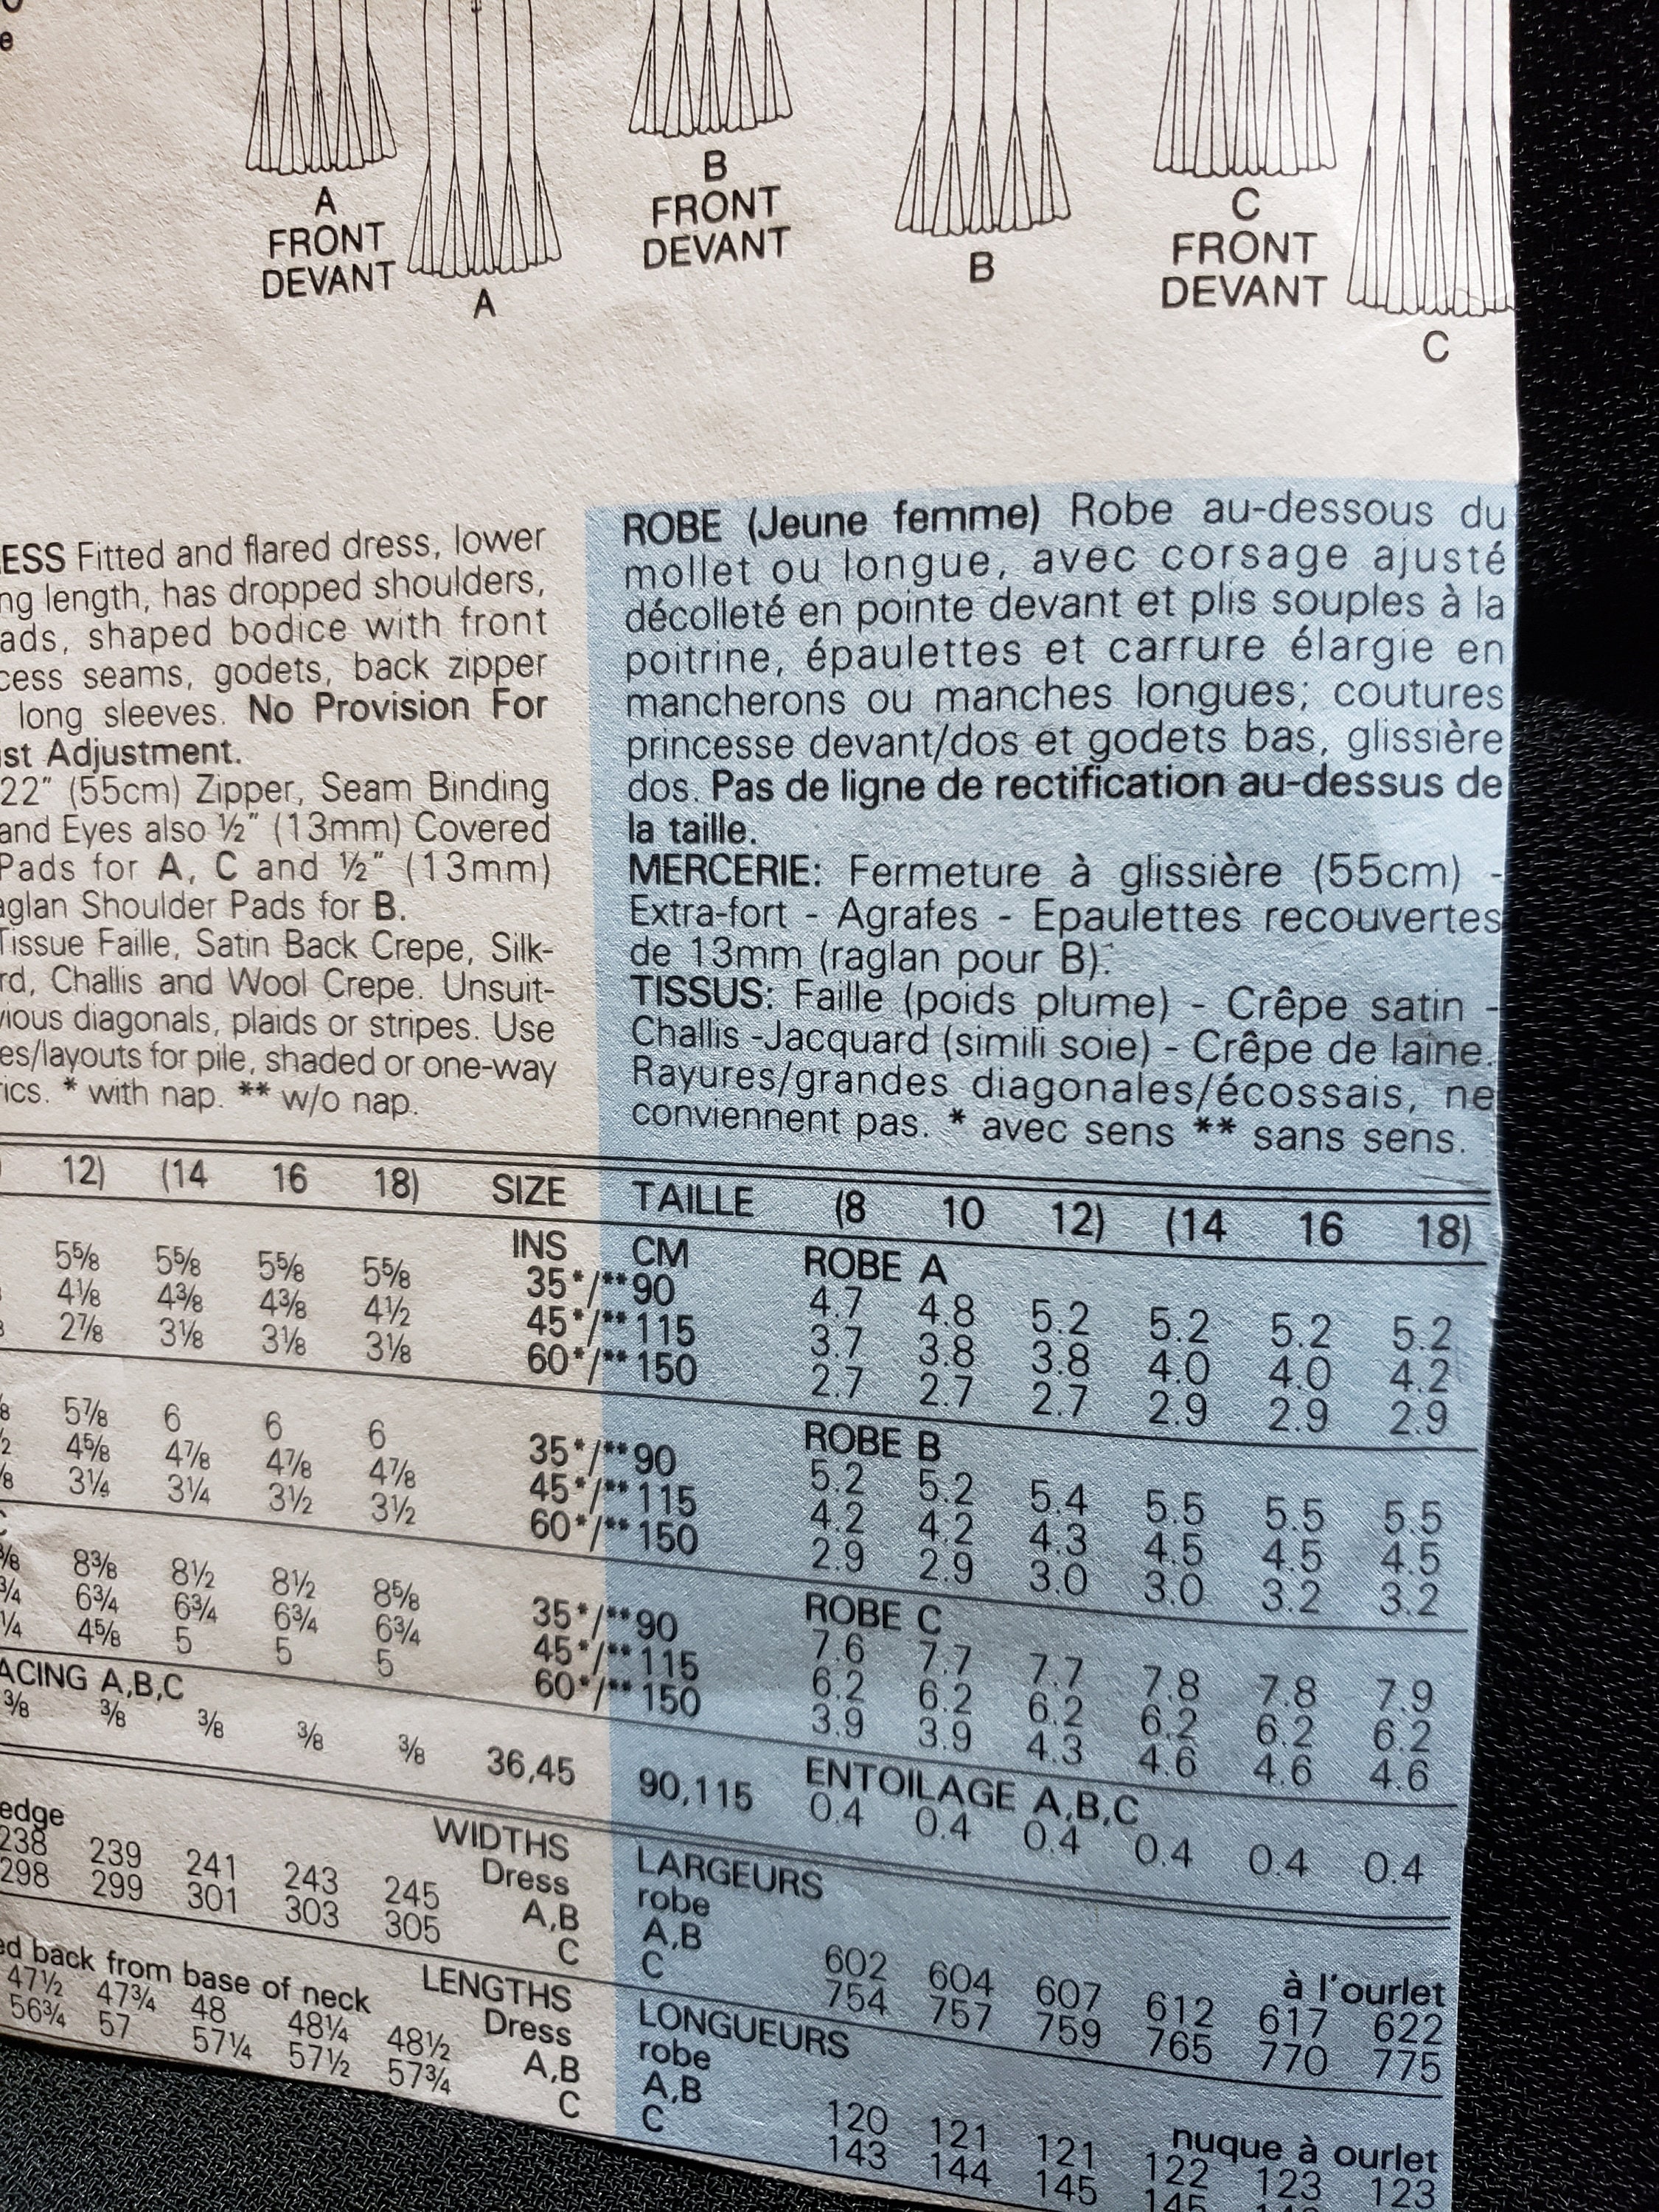 e
A
FRONT
DEVANT
A
B
FRONT
DEVANT
B
C
FRONT
DEVANT
C
ESS Fitted and flared dress, lower
ng length, has dropped shoulders,
ads, shaped bodice with front
cess seams, godets, back zipper
long sleeves. No Provision For
st Adjustment.
22" (55cm) Zipper, Seam Binding
and Eyes also ½" (13mm) Covered
Pads for A, C and ½" (13mm)
aglan Shoulder Pads for B.
Tissue Faille, Satin Back Crepe, Silk-
rd, Challis and Wool Crepe. Unsuit-
vious diagonals, plaids or stripes. Use
es/layouts for pile, shaded or one-way
ics. * with nap. ** w/o nap.
ROBE (Jeune femme) Robe au-dessous du
mollet ou longue, avec corsage ajusté
décolleté en pointe devant et plis souples à la
poitrine, épaulettes et carrure élargie en
mancherons ou manches longues; coutures
princesse devant/dos et godets bas, glissière
dos. Pas de ligne de rectification au-dessus de
la taille.
MERCERIE: Fermeture à glissière (55cm) -
Extra-fort - Agrafes - Epaulettes recouvertes
de 13mm (raglan pour B).
TISSUS: Faille (poids plume) - Crêpe satin -
Challis -Jacquard (simili soie) - Crêpe de laine.
Rayures/grandes diagonales/écossais, ne
conviennent pas. * avec sens ** sans sens.
12) (14 16 18) SIZE TAILLE (8 10 12) (14 16 18)
INS CM ROBE A
5⅝ 5⅝ 5⅝ 5⅝ 35*/**90 4.7 4.8 5.2 5.2 5.2 5.2
4⅛ 4⅜ 4⅜ 4½ 45*/**115 3.7 3.8 3.8 4.0 4.0 4.2
2⅞ 3⅛ 3⅛ 3⅛ 60*/**150 2.7 2.7 2.7 2.9 2.9 2.9
ROBE B
5⅞ 6 6 6 35*/**90 5.2 5.2 5.4 5.5 5.5 5.5
4⅝ 4⅞ 4⅞ 4⅞ 45*/**115 4.2 4.2 4.3 4.5 4.5 4.5
3¼ 3¼ 3½ 3½ 60*/**150 2.9 2.9 3.0 3.0 3.2 3.2
ROBE C
8⅜ 8½ 8½ 8⅝ 35*/**90 7.6 7.7 7.7 7.8 7.8 7.9
6¾ 6¾ 6¾ 6¾ 45*/**115 6.2 6.2 6.2 6.2 6.2 6.2
4⅝ 5 5 5 60*/**150 3.9 3.9 4.3 4.6 4.6 4.6
ACING A,B,C ENTOILAGE A,B,C
⅜ ⅜ ⅜ ⅜ ⅜ 36,45 90,115 0.4 0.4 0.4 0.4 0.4 0.4
edge WIDTHS LARGEURS à l'ourlet
Dress robe
238 239 241 243 245 A,B A,B 602 604 607 612 617 622
298 299 301 303 305 C C 754 757 759 765 770 775
ed back from base of neck LENGTHS LONGUEURS nuque à ourlet
Dress robe
47½ 47¾ 48 48¼ 48½ A,B A,B 120 121 121 122 123 123
56¾ 57 57¼ 57½ 57¾ C C 143 144 145 145